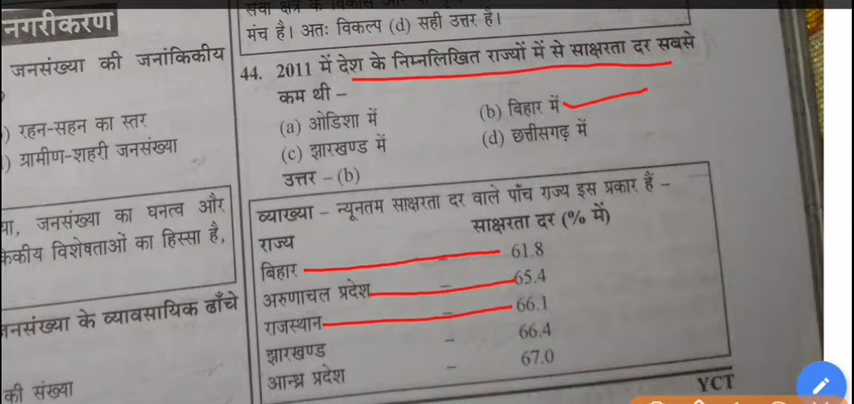 नगरीकरण
जनसंख्या की जनांकिकीय
) रहन-सहन का स्तर
) ग्रामीण-शहरी जनसंख्या
जनसंख्या का घनत्व और
विशेषताओं का हिस्सा है,
के व्यावसायिक ढाँचे
की संख्या
मंच है। अतः विकल्प (d) सही उत्तर है।
44. 2011 में देश के निम्नलिखित राज्यों में से साक्षरता दर सबसे
कम थी –
(a) ओडिशा में (b) बिहार में
(c) झारखण्ड में (d) छत्तीसगढ़ में
उत्तर – (b)
व्याख्या – न्यूनतम साक्षरता दर वाले पाँच राज्य इस प्रकार हैं –
राज्य साक्षरता दर (% में)
बिहार 61.8
अरुणाचल प्रदेश – 65.4
राजस्थान – 66.1
झारखण्ड – 66.4
आन्ध्र प्रदेश – 67.0
YCT